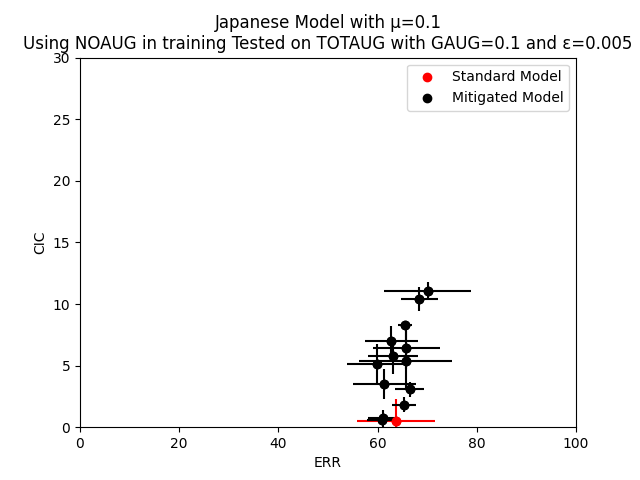 Japanese Model with μ=0.1
Using NOAUG in training Tested on TOTAUG with GAUG=0.1 and ε=0.005
Standard Model
Mitigated Model
30
25
20
15
10
5
0
CIC
0 20 40 60 80 100
ERR